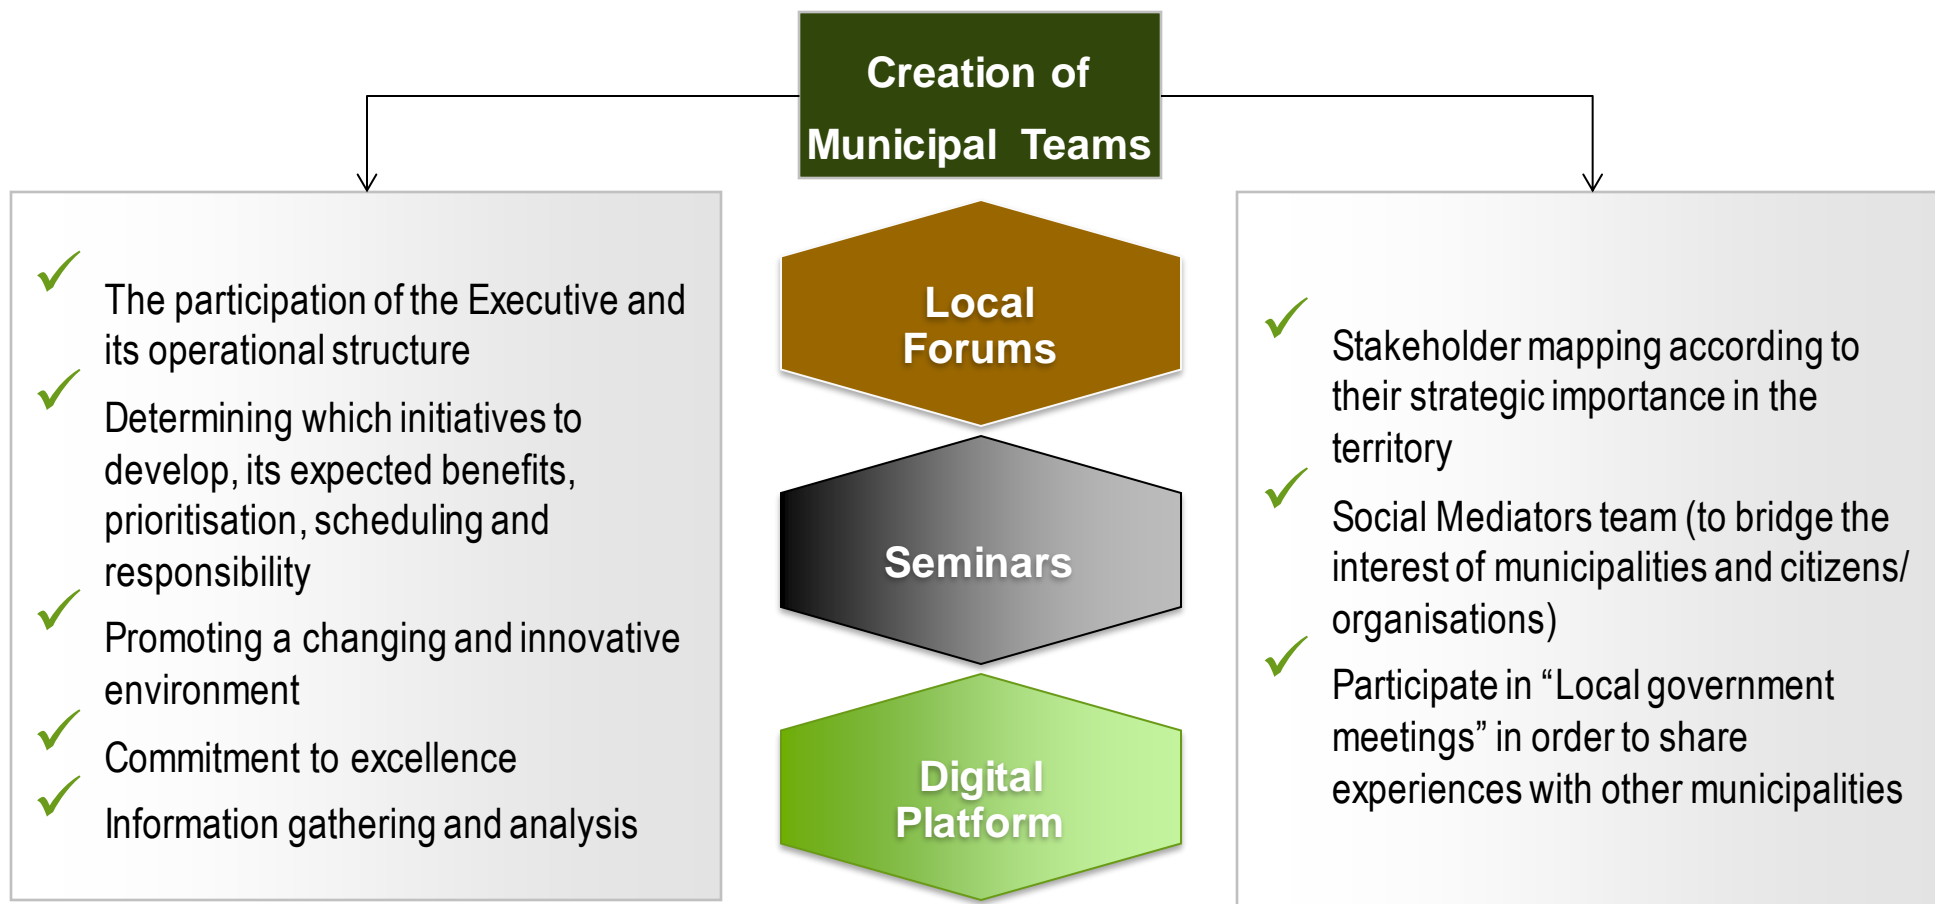 Creation of
Municipal Teams
The participation of the Executive and
its operational structure
Determining which initiatives to
develop, its expected benefits,
prioritisation, scheduling and
responsibility
Promoting a changing and innovative
environment
Commitment to excellence
Information gathering and analysis
Local
Forums
Seminars
Digital
Platform
Stakeholder mapping according to
their strategic importance in the
territory
Social Mediators team (to bridge the
interest of municipalities and citizens/
organisations)
Participate in “Local government
meetings” in order to share
experiences with other municipalities